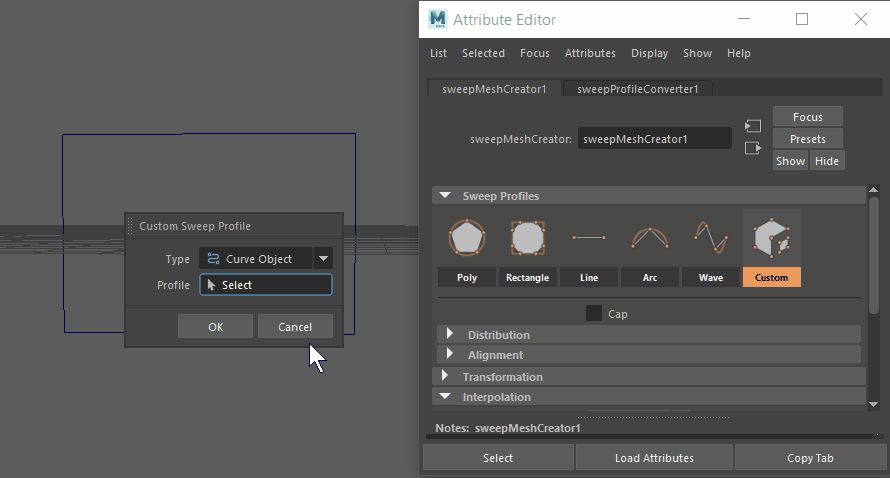 Attribute Editor
List Selected Focus Attributes Display Show Help
sweepMeshCreator1 sweepProfileConverter1
Focus
sweepMeshCreator: sweepMeshCreator1
Presets
Show Hide
Sweep Profiles
Poly Rectangle Line Arc Wave Custom
Cap
Distribution
Alignment
Transformation
Interpolation
Notes: sweepMeshCreator1
Select Load Attributes Copy Tab
Custom Sweep Profile
Type Curve Object
Profile Select
OK Cancel